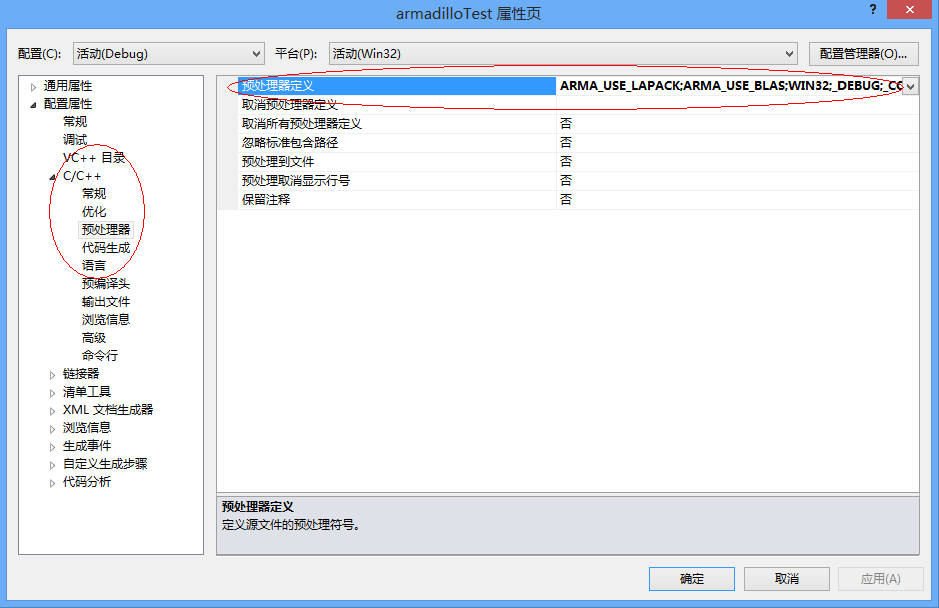 armadilloTest 属性页
?
配置(C): 活动(Debug) 平台(P): 活动(Win32) 配置管理器(O)...
通用属性
配置属性
常规
调试
VC++ 目录
C/C++
常规
优化
预处理器
代码生成
语言
预编译头
输出文件
浏览信息
高级
命令行
链接器
清单工具
XML 文档生成器
浏览信息
生成事件
自定义生成步骤
代码分析
预处理器定义 ARMA_USE_LAPACK;ARMA_USE_BLAS;WIN32;_DEBUG;_CO
取消预处理器定义
取消所有预处理器定义 否
忽略标准包含路径 否
预处理到文件 否
预处理取消显示行号 否
保留注释 否
预处理器定义
定义源文件的预处理符号。
确定 取消 应用(A)